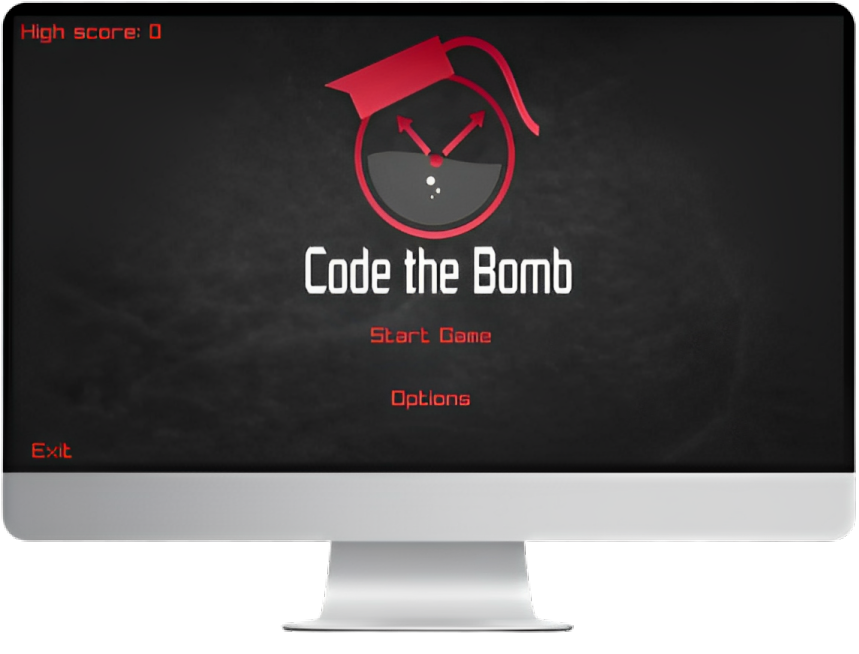 High score: 0
Code the Bomb
Start Game
Options
Exit